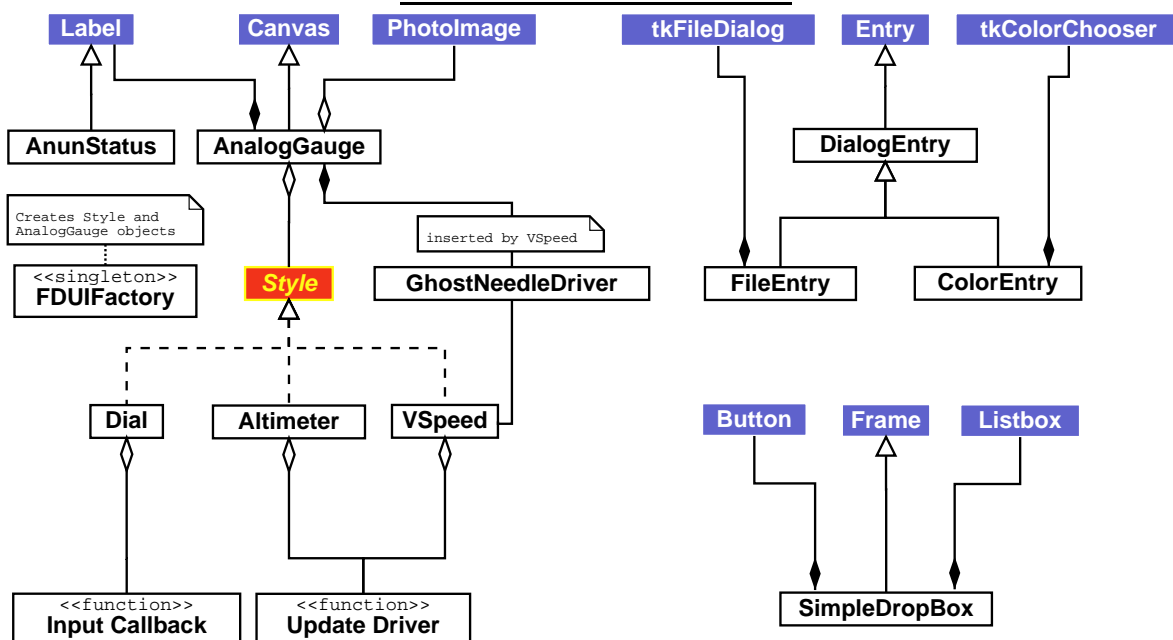 Label
Canvas
PhotoImage
tkFileDialog
Entry
tkColorChooser
AnunStatus
AnalogGauge
DialogEntry
Creates Style and
AnalogGauge objects
inserted by VSpeed
<<singleton>>
FDUIFactory
Style
GhostNeedleDriver
FileEntry
ColorEntry
Dial
Altimeter
VSpeed
Button
Frame
Listbox
<<function>>
Input Callback
<<function>>
Update Driver
SimpleDropBox